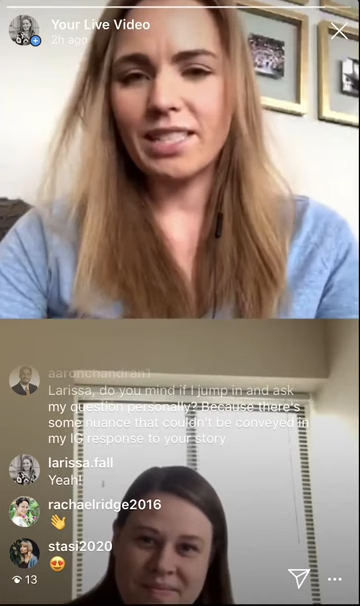 Your Live Video
2h ago
aaronchandran1
Larissa, do you mind if I jump in and ask
my question personally? Because there's
some nuance that couldn't be conveyed in
my IG response to your story
larissa.fall
Yeah!
rachaelridge2016
👋
stasi2020
😍
13